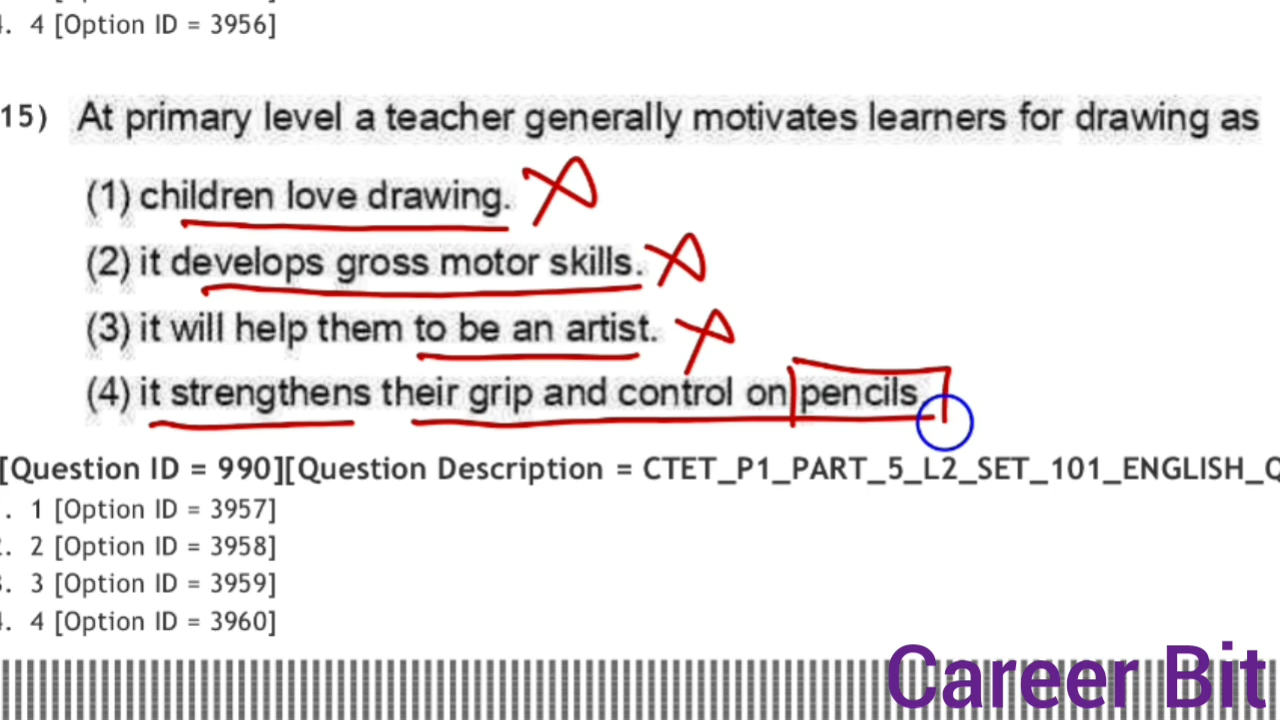 . 4 [Option ID = 3956]
15) At primary level a teacher generally motivates learners for drawing as
(1) children love drawing.
(2) it develops gross motor skills.
(3) it will help them to be an artist.
(4) it strengthens their grip and control on pencils
[Question ID = 990][Question Description = CTET_P1_PART_5_L2_SET_101_ENGLISH_Q
. 1 [Option ID = 3957]
. 2 [Option ID = 3958]
. 3 [Option ID = 3959]
. 4 [Option ID = 3960]
Career Bit